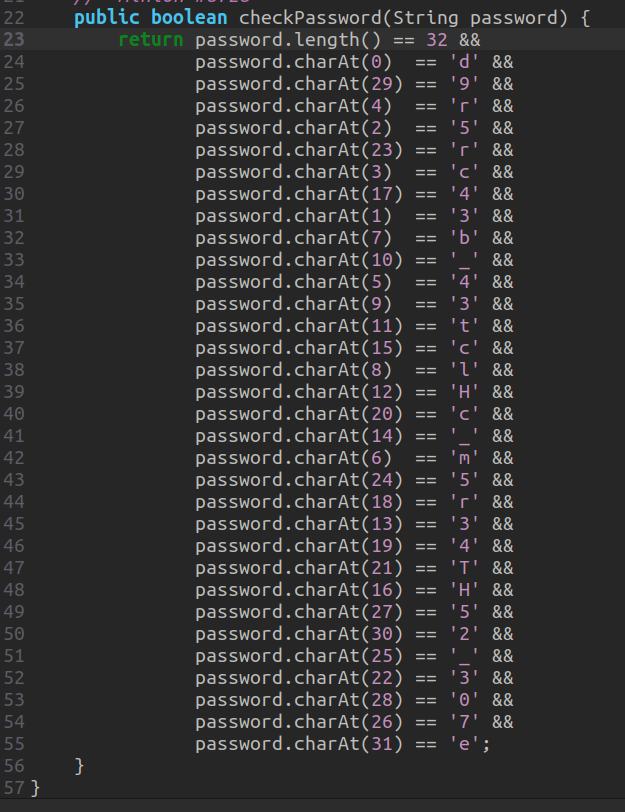 22 public boolean checkPassword(String password) {
23 return password.length() == 32 &&
24 password.charAt(0) == 'd' &&
25 password.charAt(29) == '9' &&
26 password.charAt(4) == 'r' &&
27 password.charAt(2) == '5' &&
28 password.charAt(23) == 'r' &&
29 password.charAt(3) == 'c' &&
30 password.charAt(17) == '4' &&
31 password.charAt(1) == '3' &&
32 password.charAt(7) == 'b' &&
33 password.charAt(10) == '_' &&
34 password.charAt(5) == '4' &&
35 password.charAt(9) == '3' &&
36 password.charAt(11) == 't' &&
37 password.charAt(15) == 'c' &&
38 password.charAt(8) == 'l' &&
39 password.charAt(12) == 'H' &&
40 password.charAt(20) == 'c' &&
41 password.charAt(14) == '_' &&
42 password.charAt(6) == 'm' &&
43 password.charAt(24) == '5' &&
44 password.charAt(18) == 'r' &&
45 password.charAt(13) == '3' &&
46 password.charAt(19) == '4' &&
47 password.charAt(21) == 'T' &&
48 password.charAt(16) == 'H' &&
49 password.charAt(27) == '5' &&
50 password.charAt(30) == '2' &&
51 password.charAt(25) == '_' &&
52 password.charAt(22) == '3' &&
53 password.charAt(28) == '0' &&
54 password.charAt(26) == '7' &&
55 password.charAt(31) == 'e';
56 }
57 }